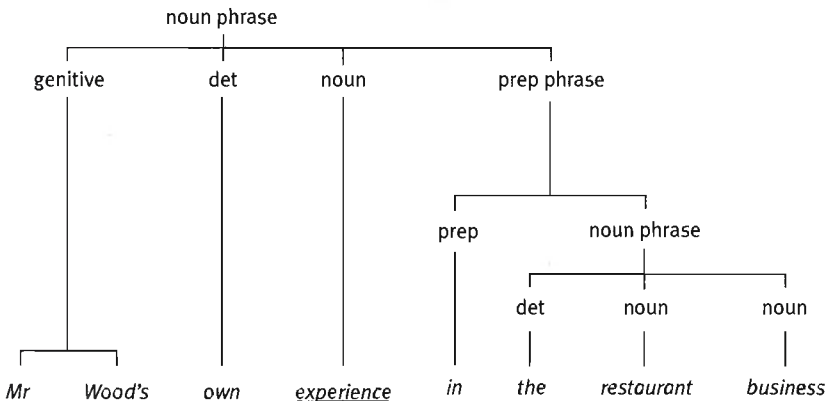 noun phrase
genitive det noun prep phrase
prep noun phrase
det noun noun
Mr Wood's own experience in the restaurant business